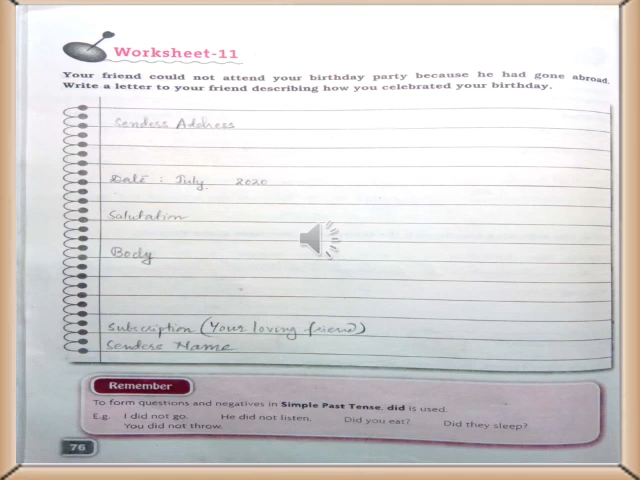 Worksheet-11
Your friend could not attend your birthday party because he had gone abroad.
Write a letter to your friend describing how you celebrated your birthday.
Senders Address
Date : July 2020
Salutation
Body
Subscription (Your loving friend)
Senders Name
Remember
To form questions and negatives in Simple Past Tense, did is used.
E.g. I did not go. He did not listen. Did you eat? Did they sleep?
You did not throw.
76